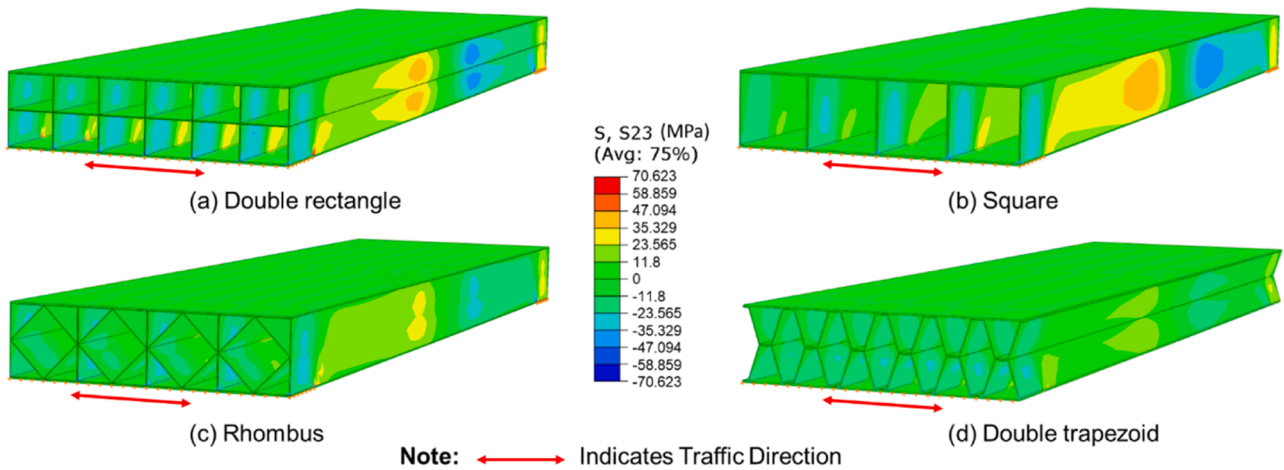 (a) Double rectangle
(b) Square
S, S23 (MPa)
(Avg: 75%)
70.623
58.859
47.094
35.329
23.565
11.8
0
-11.8
-23.565
-35.329
-47.094
-58.859
-70.623
(c) Rhombus
(d) Double trapezoid
Note: Indicates Traffic Direction